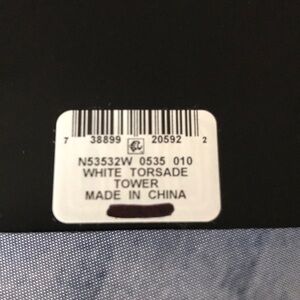 7 38899 20592 2
N53532W 0535 010
WHITE TORSADE
TOWER
MADE IN CHINA